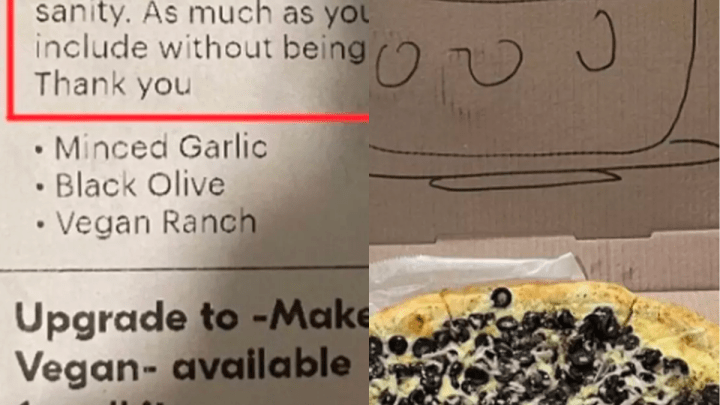 sanity. As much as you
include without being
Thank you
• Minced Garlic
• Black Olive
• Vegan Ranch
Upgrade to -Make
Vegan- available